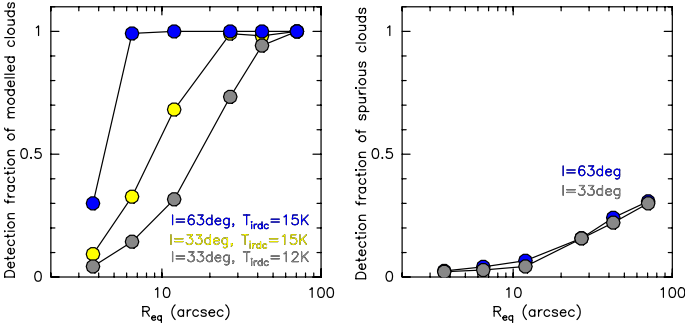 Detection fraction of modelled clouds
1
0.5
0
10
100
R_eq (arcsec)
l=63deg, T_irdc=15K
l=33deg, T_irdc=15K
l=33deg, T_irdc=12K
Detection fraction of spurious clouds
1
0.5
0
10
100
R_eq (arcsec)
l=63deg
l=33deg